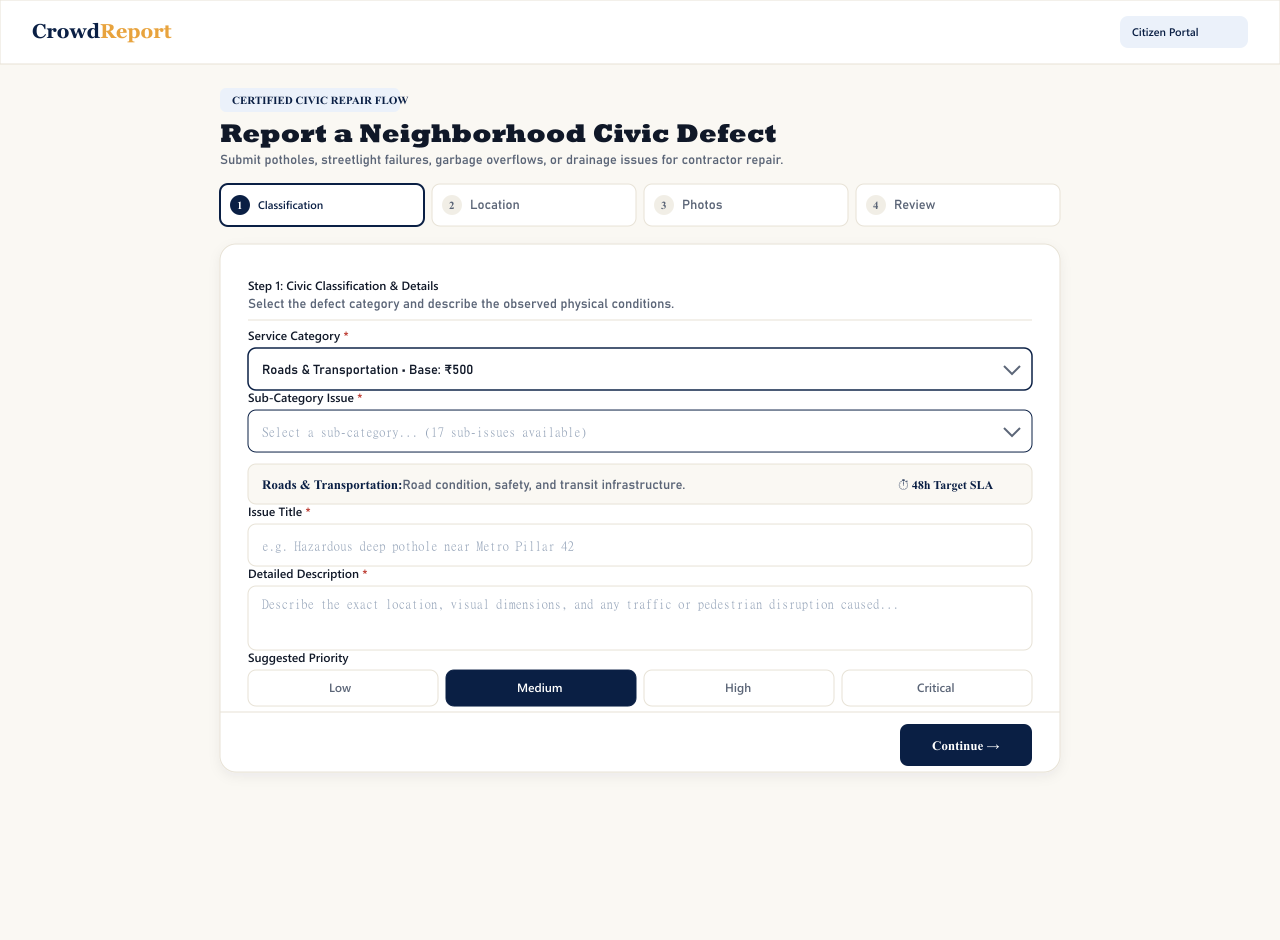 CrowdReport
Citizen Portal
CERTIFIED CIVIC REPAIR FLOW
Report a Neighborhood Civic Defect
Submit potholes, streetlight failures, garbage overflows, or drainage issues for contractor repair.
1 Classification
2 Location
3 Photos
4 Review
Step 1: Civic Classification & Details
Select the defect category and describe the observed physical conditions.
Service Category *
Roads & Transportation • Base: ₹500
Sub-Category Issue *
Select a sub-category... (17 sub-issues available)
Roads & Transportation:Road condition, safety, and transit infrastructure.
⏱ 48h Target SLA
Issue Title *
e.g. Hazardous deep pothole near Metro Pillar 42
Detailed Description *
Describe the exact location, visual dimensions, and any traffic or pedestrian disruption caused...
Suggested Priority
Low
Medium
High
Critical
Continue →